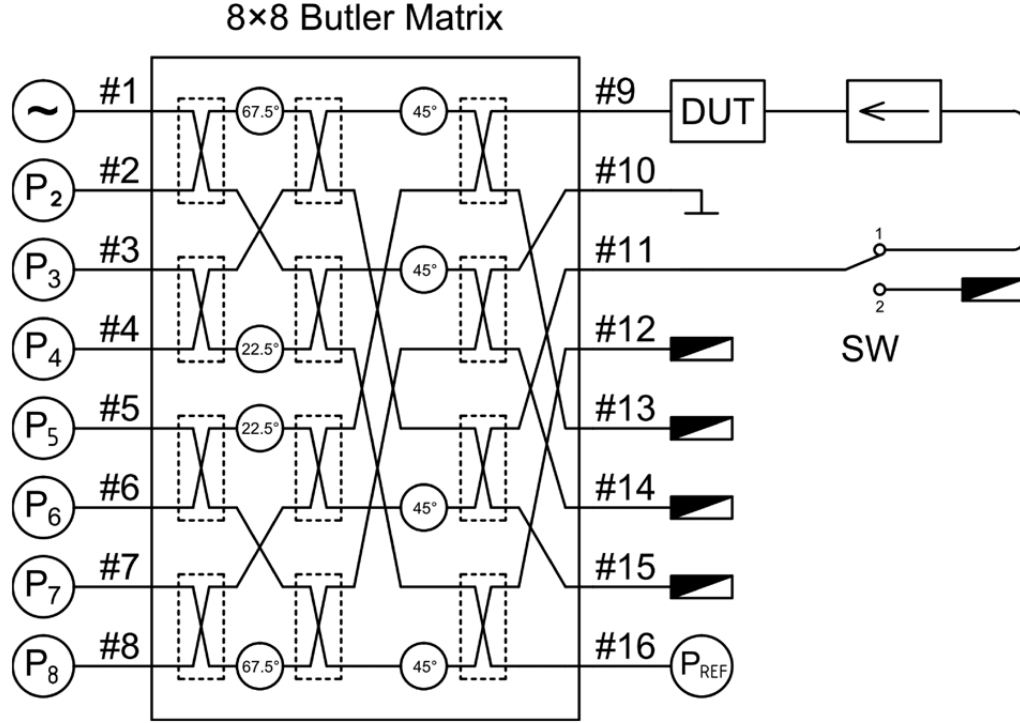 8×8 Butler Matrix
~ #1 67.5° 45° #9 DUT ←
P2 #2 #10
P3 #3 45° #11 1
2
P4 #4 22.5° #12 SW
P5 #5 22.5° #13
P6 #6 45° #14
P7 #7 #15
P8 #8 67.5° 45° #16 PREF